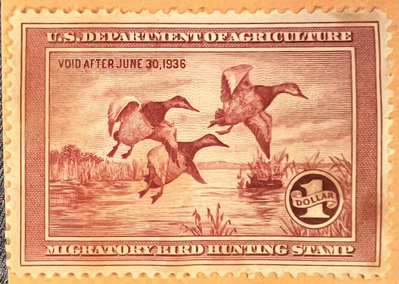 U.S. DEPARTMENT OF AGRICULTURE
VOID AFTER JUNE 30, 1936
1
DOLLAR
MIGRATORY BIRD HUNTING STAMP